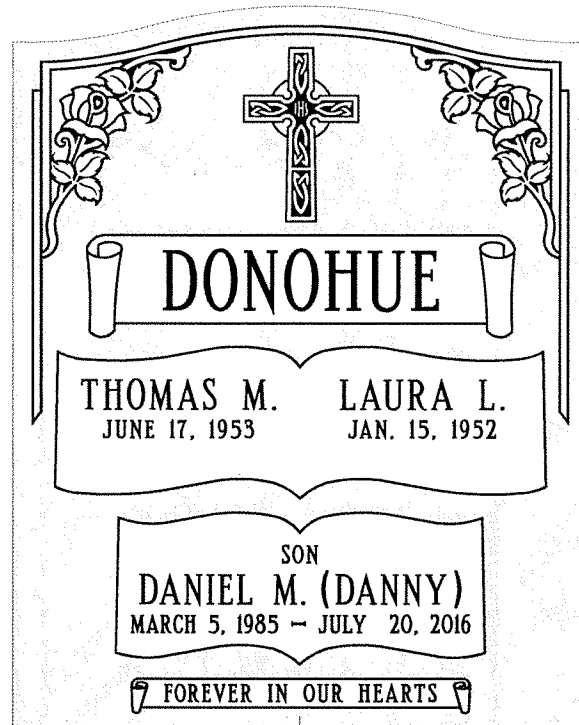 IHS
DONOHUE
THOMAS M. LAURA L.
JUNE 17, 1953 JAN. 15, 1952
SON
DANIEL M. (DANNY)
MARCH 5, 1985 – JULY 20, 2016
FOREVER IN OUR HEARTS